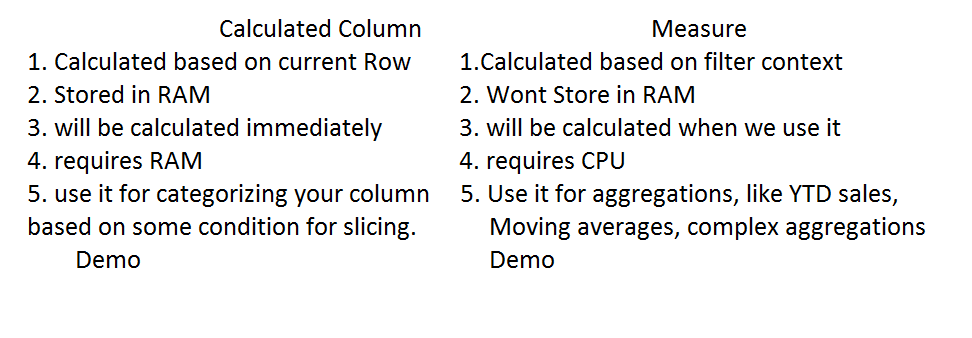 Calculated Column
1. Calculated based on current Row
2. Stored in RAM
3. will be calculated immediately
4. requires RAM
5. use it for categorizing your column
based on some condition for slicing.
Demo
Measure
1.Calculated based on filter context
2. Wont Store in RAM
3. will be calculated when we use it
4. requires CPU
5. Use it for aggregations, like YTD sales,
Moving averages, complex aggregations
Demo